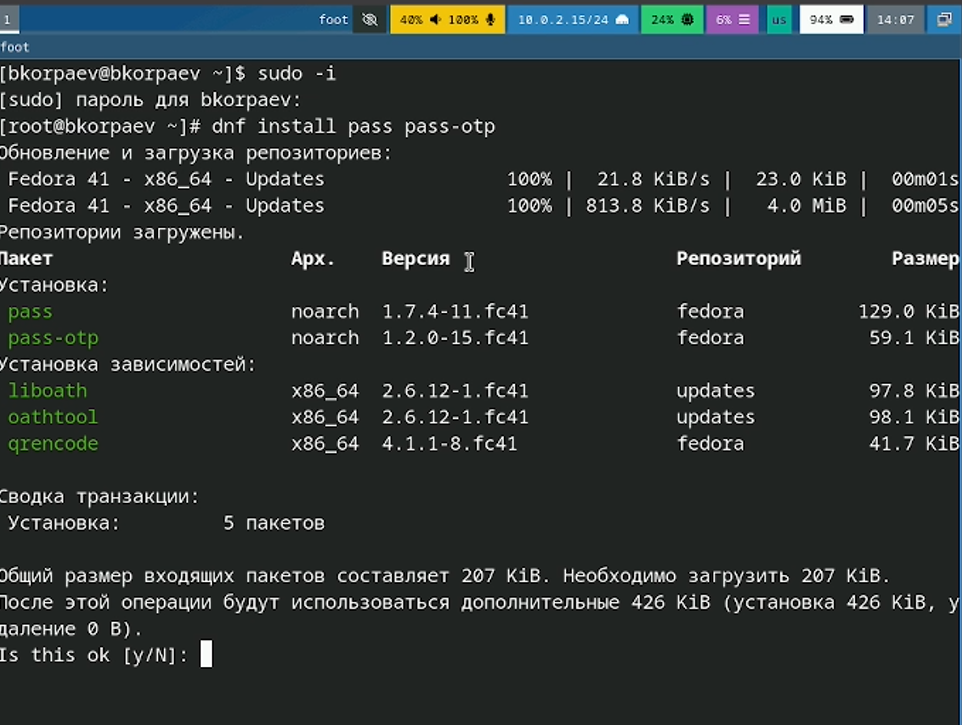 1 foot 40% 100% 10.0.2.15/24 24% 6% us 94% 14:07
foot
[bkorpaev@bkorpaev ~]$ sudo -i
[sudo] пароль для bkorpaev:
[root@bkorpaev ~]# dnf install pass pass-otp
Обновление и загрузка репозиториев:
Fedora 41 - x86_64 - Updates 100% | 21.8 KiB/s | 23.0 KiB | 00m01s
Fedora 41 - x86_64 - Updates 100% | 813.8 KiB/s | 4.0 MiB | 00m05s
Репозитории загружены.
Пакет Арх. Версия Репозиторий Размер
Установка:
pass noarch 1.7.4-11.fc41 fedora 129.0 KiB
pass-otp noarch 1.2.0-15.fc41 fedora 59.1 KiB
Установка зависимостей:
liboath x86_64 2.6.12-1.fc41 updates 97.8 KiB
oathtool x86_64 2.6.12-1.fc41 updates 98.1 KiB
qrencode x86_64 4.1.1-8.fc41 fedora 41.7 KiB
Сводка транзакции:
Установка: 5 пакетов
Общий размер входящих пакетов составляет 207 KiB. Необходимо загрузить 207 KiB.
После этой операции будут использоваться дополнительные 426 KiB (установка 426 KiB, у
даление 0 B).
Is this ok [y/N]: